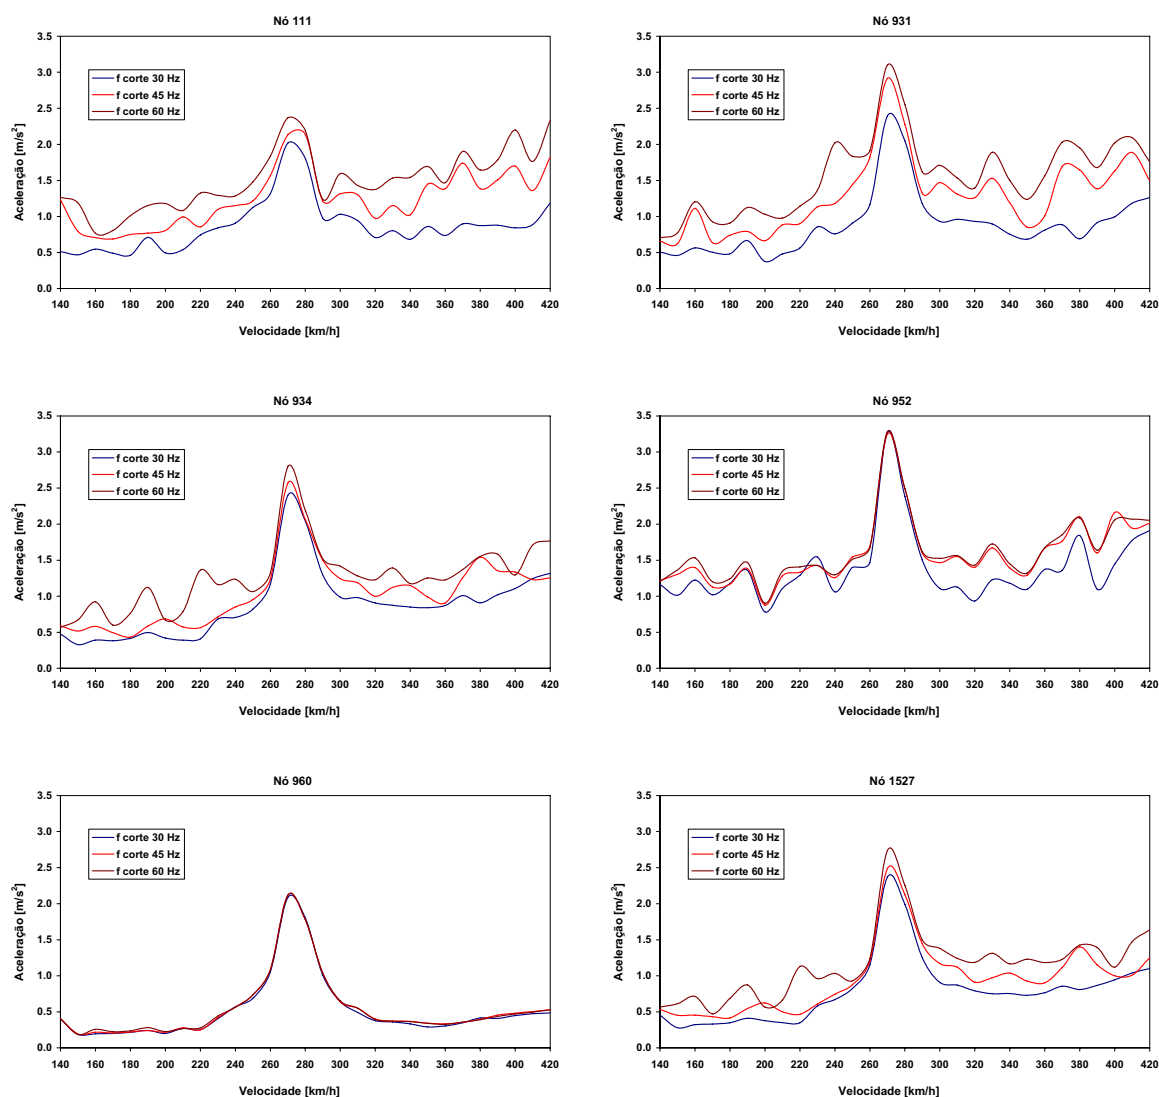 Nó 111
3.5
3.0
2.5
2.0
1.5
1.0
0.5
0.0
Aceleração [m/s²]
f corte 30 Hz
f corte 45 Hz
f corte 60 Hz
140 160 180 200 220 240 260 280 300 320 340 360 380 400 420
Velocidade [km/h]
Nó 931
3.5
3.0
2.5
2.0
1.5
1.0
0.5
0.0
Aceleração [m/s²]
f corte 30 Hz
f corte 45 Hz
f corte 60 Hz
140 160 180 200 220 240 260 280 300 320 340 360 380 400 420
Velocidade [km/h]
Nó 934
3.5
3.0
2.5
2.0
1.5
1.0
0.5
0.0
Aceleração [m/s²]
f corte 30 Hz
f corte 45 Hz
f corte 60 Hz
140 160 180 200 220 240 260 280 300 320 340 360 380 400 420
Velocidade [km/h]
Nó 952
3.5
3.0
2.5
2.0
1.5
1.0
0.5
0.0
Aceleração [m/s²]
f corte 30 Hz
f corte 45 Hz
f corte 60 Hz
140 160 180 200 220 240 260 280 300 320 340 360 380 400 420
Velocidade [km/h]
Nó 960
3.5
3.0
2.5
2.0
1.5
1.0
0.5
0.0
Aceleração [m/s²]
f corte 30 Hz
f corte 45 Hz
f corte 60 Hz
140 160 180 200 220 240 260 280 300 320 340 360 380 400 420
Velocidade [km/h]
Nó 1527
3.5
3.0
2.5
2.0
1.5
1.0
0.5
0.0
Aceleração [m/s²]
f corte 30 Hz
f corte 45 Hz
f corte 60 Hz
140 160 180 200 220 240 260 280 300 320 340 360 380 400 420
Velocidade [km/h]